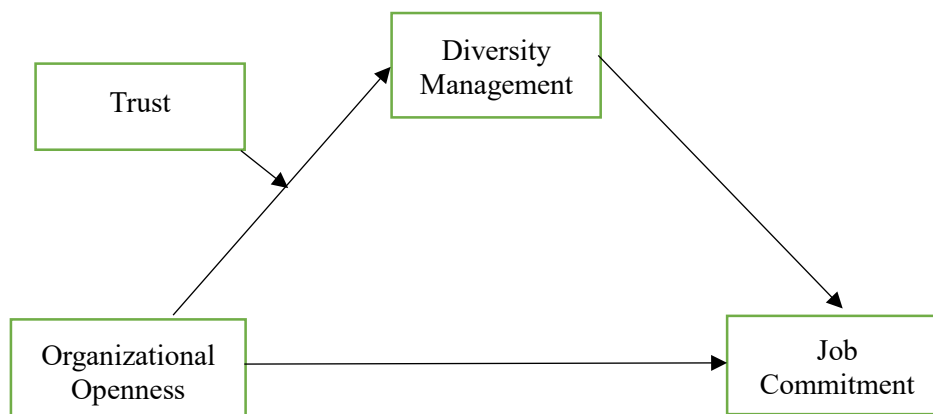 Diversity
Management
Trust
Organizational
Openness
Job
Commitment